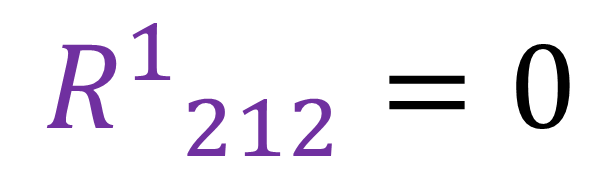 R¹₂₁₂ = 0